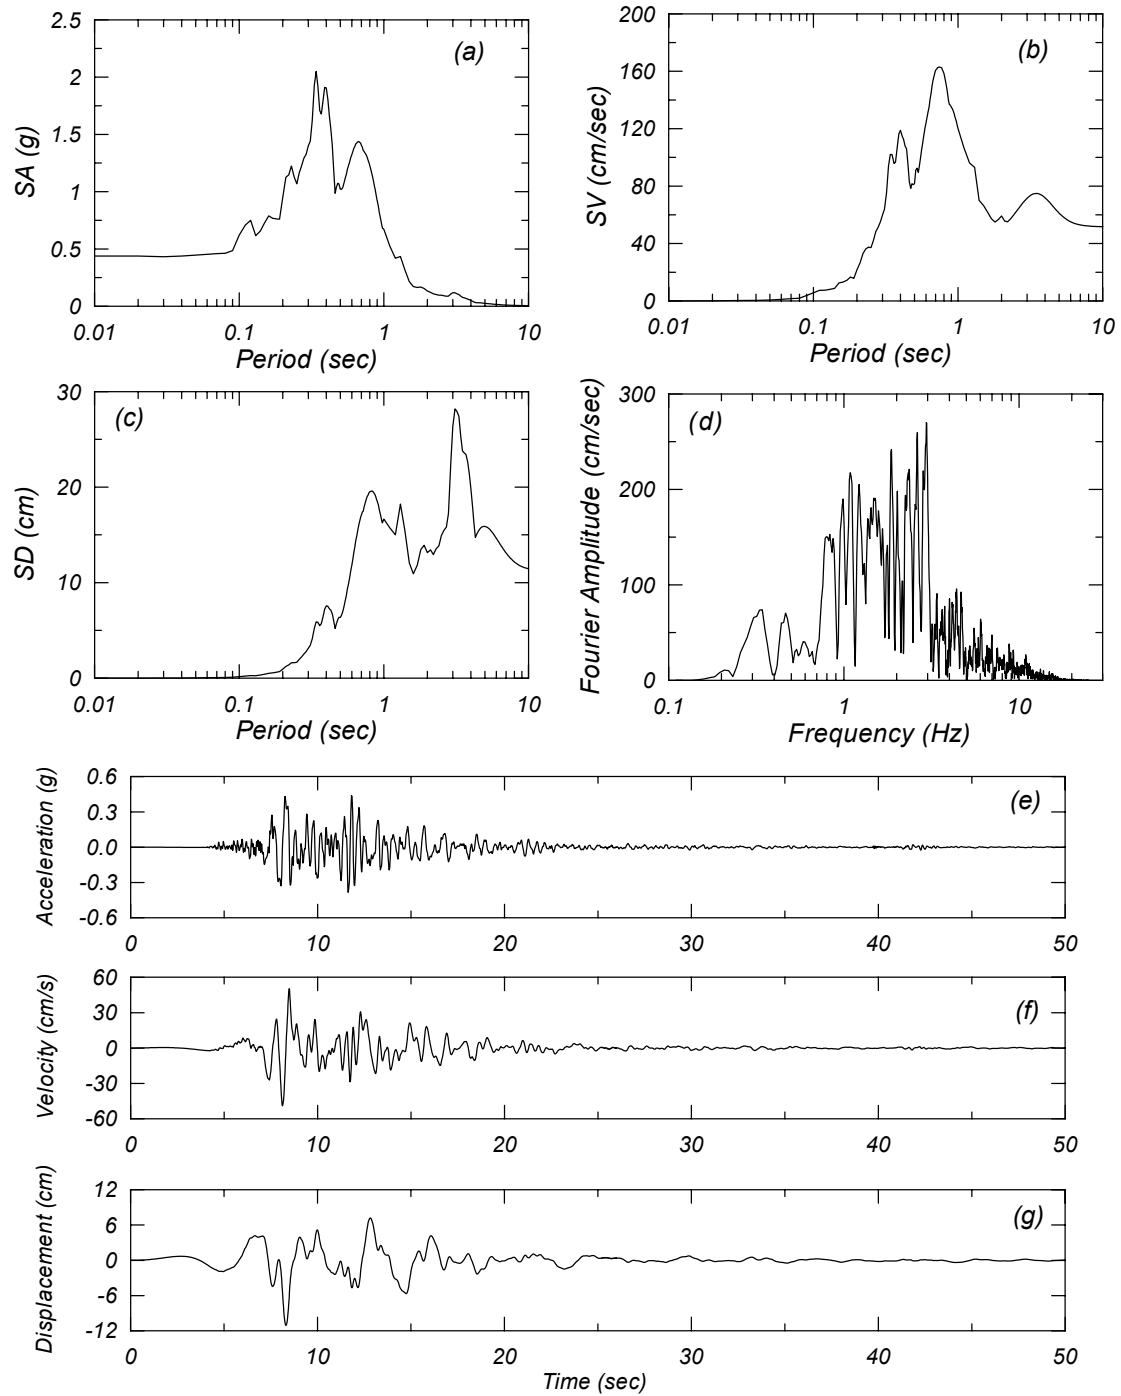 2.5
2
1.5
1
0.5
0
SA (g)
(a)
0.01 0.1 1 10
Period (sec)
200
160
120
80
40
0
SV (cm/sec)
(b)
0.01 0.1 1 10
Period (sec)
30
20
10
0
SD (cm)
(c)
0.01 0.1 1 10
Period (sec)
300
200
100
0
Fourier Amplitude (cm/sec)
(d)
0.1 1 10
Frequency (Hz)
0.6
0.3
0.0
-0.3
-0.6
Acceleration (g)
(e)
0 10 20 30 40 50
60
30
0
-30
-60
Velocity (cm/s)
(f)
0 10 20 30 40 50
12
6
0
-6
-12
Displacement (cm)
(g)
0 10 20 30 40 50
Time (sec)